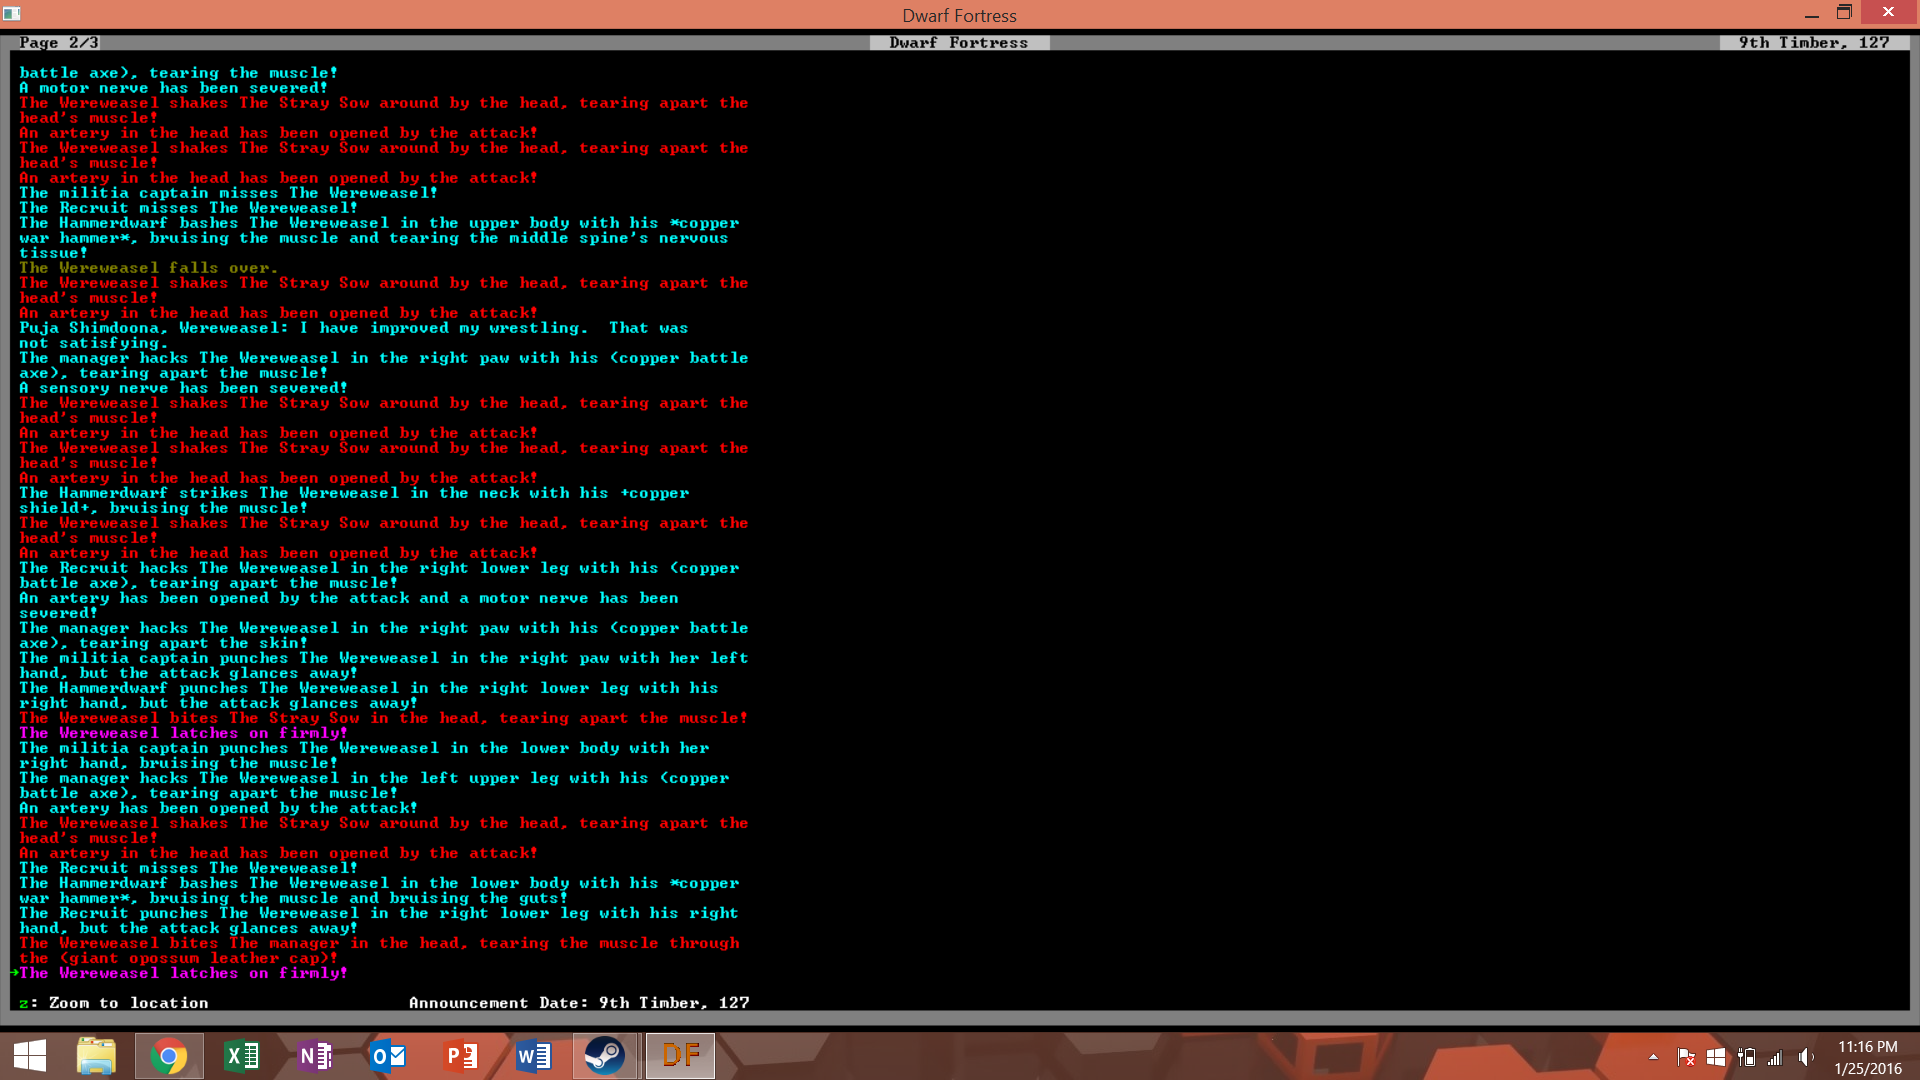 Dwarf Fortress
Page 2/3
Dwarf Fortress
9th Timber, 127
battle axe), tearing the muscle!
A motor nerve has been severed!
The Wereweasel shakes The Stray Sow around by the head, tearing apart the
head's muscle!
An artery in the head has been opened by the attack!
The Wereweasel shakes The Stray Sow around by the head, tearing apart the
head's muscle!
An artery in the head has been opened by the attack!
The militia captain misses The Wereweasel!
The Recruit misses The Wereweasel!
The Hammerdwarf bashes The Wereweasel in the upper body with his *copper
war hammer*, bruising the muscle and tearing the middle spine's nervous
tissue!
The Wereweasel falls over.
The Wereweasel shakes The Stray Sow around by the head, tearing apart the
head's muscle!
An artery in the head has been opened by the attack!
Puja Shimdoona, Wereweasel: I have improved my wrestling.  That was
not satisfying.
The manager hacks The Wereweasel in the right paw with his (copper battle
axe), tearing apart the muscle!
A sensory nerve has been severed!
The Wereweasel shakes The Stray Sow around by the head, tearing apart the
head's muscle!
An artery in the head has been opened by the attack!
The Wereweasel shakes The Stray Sow around by the head, tearing apart the
head's muscle!
An artery in the head has been opened by the attack!
The Hammerdwarf strikes The Wereweasel in the neck with his +copper
shield+, bruising the muscle!
The Wereweasel shakes The Stray Sow around by the head, tearing apart the
head's muscle!
An artery in the head has been opened by the attack!
The Recruit hacks The Wereweasel in the right lower leg with his (copper
battle axe), tearing apart the muscle!
An artery has been opened by the attack and a motor nerve has been
severed!
The manager hacks The Wereweasel in the right paw with his (copper battle
axe), tearing apart the skin!
The militia captain punches The Wereweasel in the right paw with her left
hand, but the attack glances away!
The Hammerdwarf punches The Wereweasel in the right lower leg with his
right hand, but the attack glances away!
The Wereweasel bites The Stray Sow in the head, tearing apart the muscle!
The Wereweasel latches on firmly!
The militia captain punches The Wereweasel in the lower body with her
right hand, bruising the muscle!
The manager hacks The Wereweasel in the left upper leg with his (copper
battle axe), tearing apart the muscle!
An artery has been opened by the attack!
The Wereweasel shakes The Stray Sow around by the head, tearing apart the
head's muscle!
An artery in the head has been opened by the attack!
The Recruit misses The Wereweasel!
The Hammerdwarf bashes The Wereweasel in the lower body with his *copper
war hammer*, bruising the muscle and bruising the guts!
The Recruit punches The Wereweasel in the right lower leg with his right
hand, but the attack glances away!
The Wereweasel bites The manager in the head, tearing the muscle through
the (giant opossum leather cap)!
→The Wereweasel latches on firmly!
z: Zoom to location
Announcement Date: 9th Timber, 127
DF
11:16 PM
1/25/2016